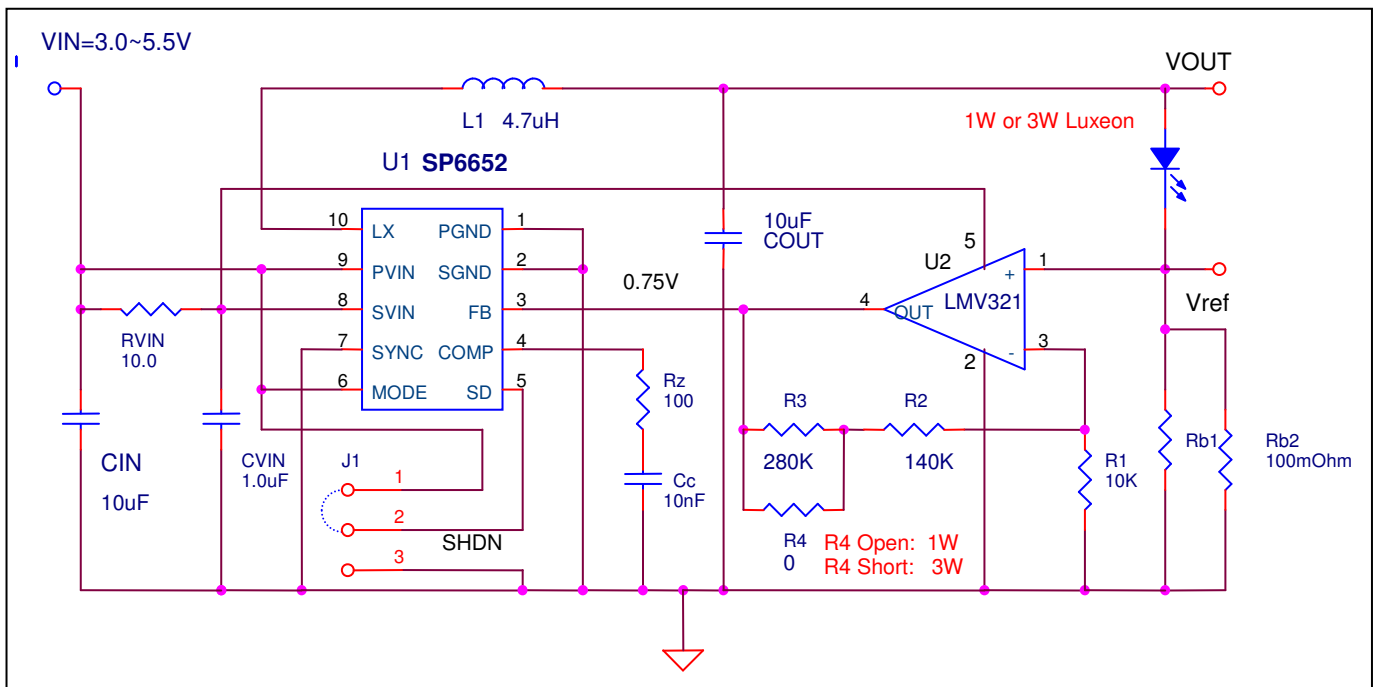 VIN=3.0~5.5V
VOUT
L1 4.7uH
1W or 3W Luxeon
U1 SP6652
10uF
COUT
10 LX PGND 1
9 PVIN SGND 2
8 SVIN FB 3
7 SYNC COMP 4
6 MODE SD 5
0.75V
U2
5
1
+
4
OUT
LMV321
2
-
3
Vref
RVIN
10.0
Rz
100
R3
280K
R2
140K
R1
10K
Rb1
Rb2
100mOhm
CIN
10uF
CVIN
1.0uF
J1
1
2
3
SHDN
Cc
10nF
R4
0
R4 Open: 1W
R4 Short: 3W